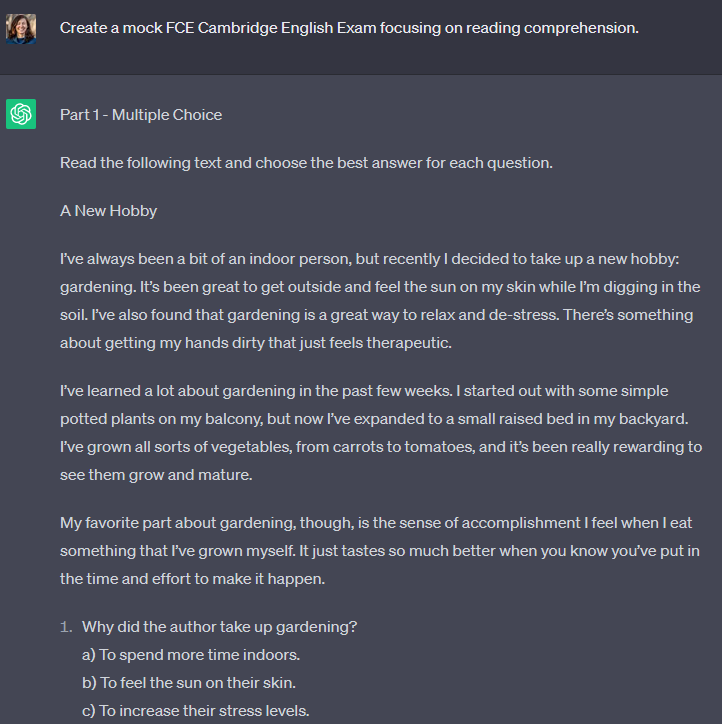 Create a mock FCE Cambridge English Exam focusing on reading comprehension.
Part 1 - Multiple Choice
Read the following text and choose the best answer for each question.
A New Hobby
I’ve always been a bit of an indoor person, but recently I decided to take up a new hobby:
gardening. It’s been great to get outside and feel the sun on my skin while I’m digging in the
soil. I’ve also found that gardening is a great way to relax and de-stress. There’s something
about getting my hands dirty that just feels therapeutic.
I’ve learned a lot about gardening in the past few weeks. I started out with some simple
potted plants on my balcony, but now I’ve expanded to a small raised bed in my backyard.
I’ve grown all sorts of vegetables, from carrots to tomatoes, and it’s been really rewarding to
see them grow and mature.
My favorite part about gardening, though, is the sense of accomplishment I feel when I eat
something that I’ve grown myself. It just tastes so much better when you know you’ve put in
the time and effort to make it happen.
1. Why did the author take up gardening?
a) To spend more time indoors.
b) To feel the sun on their skin.
c) To increase their stress levels.